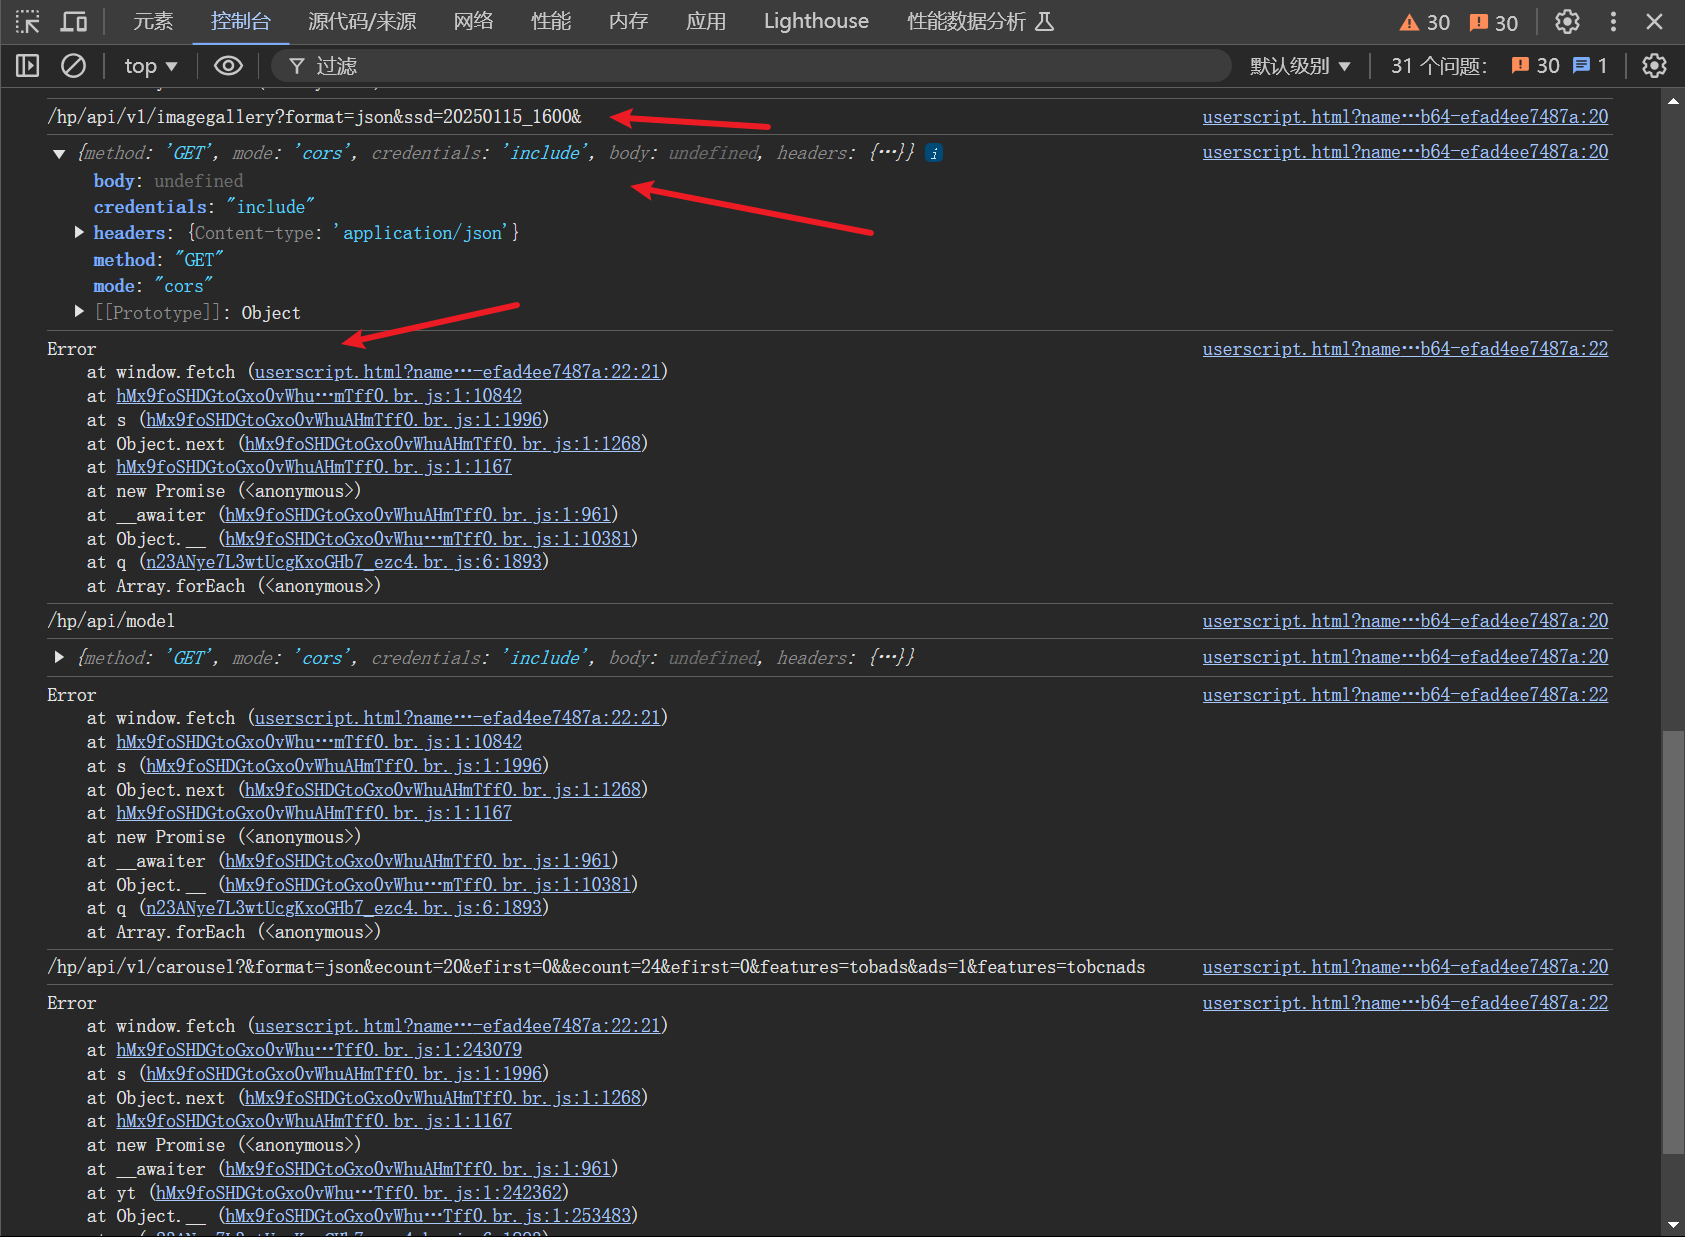 元素 控制台 源代码/来源 网络 性能 内存 应用 Lighthouse 性能数据分析 30 30
top 过滤 默认级别 31 个问题: 30 1
/hp/api/v1/imagegallery?format=json&ssd=20250115_1600& userscript.html?name…b64-efad4ee7487a:20
{method: 'GET', mode: 'cors', credentials: 'include', body: undefined, headers: {…}} i userscript.html?name…b64-efad4ee7487a:20
body: undefined
credentials: "include"
headers: {Content-type: 'application/json'}
method: "GET"
mode: "cors"
[[Prototype]]: Object
Error userscript.html?name…b64-efad4ee7487a:22
at window.fetch (userscript.html?name…-efad4ee7487a:22:21)
at hMx9foSHDGtoGxo0vWhu…mTff0.br.js:1:10842
at s (hMx9foSHDGtoGxo0vWhuAHmTff0.br.js:1:1996)
at Object.next (hMx9foSHDGtoGxo0vWhuAHmTff0.br.js:1:1268)
at hMx9foSHDGtoGxo0vWhuAHmTff0.br.js:1:1167
at new Promise (<anonymous>)
at __awaiter (hMx9foSHDGtoGxo0vWhuAHmTff0.br.js:1:961)
at Object.__ (hMx9foSHDGtoGxo0vWhu…mTff0.br.js:1:10381)
at q (n23ANye7L3wtUcgKxoGHb7_ezc4.br.js:6:1893)
at Array.forEach (<anonymous>)
/hp/api/model userscript.html?name…b64-efad4ee7487a:20
{method: 'GET', mode: 'cors', credentials: 'include', body: undefined, headers: {…}} userscript.html?name…b64-efad4ee7487a:20
Error userscript.html?name…b64-efad4ee7487a:22
at window.fetch (userscript.html?name…-efad4ee7487a:22:21)
at hMx9foSHDGtoGxo0vWhu…mTff0.br.js:1:10842
at s (hMx9foSHDGtoGxo0vWhuAHmTff0.br.js:1:1996)
at Object.next (hMx9foSHDGtoGxo0vWhuAHmTff0.br.js:1:1268)
at hMx9foSHDGtoGxo0vWhuAHmTff0.br.js:1:1167
at new Promise (<anonymous>)
at __awaiter (hMx9foSHDGtoGxo0vWhuAHmTff0.br.js:1:961)
at Object.__ (hMx9foSHDGtoGxo0vWhu…mTff0.br.js:1:10381)
at q (n23ANye7L3wtUcgKxoGHb7_ezc4.br.js:6:1893)
at Array.forEach (<anonymous>)
/hp/api/v1/carousel?&format=json&ecount=20&efirst=0&&ecount=24&efirst=0&features=tobads&ads=1&features=tobcnads userscript.html?name…b64-efad4ee7487a:20
Error userscript.html?name…b64-efad4ee7487a:22
at window.fetch (userscript.html?name…-efad4ee7487a:22:21)
at hMx9foSHDGtoGxo0vWhu…Tff0.br.js:1:243079
at s (hMx9foSHDGtoGxo0vWhuAHmTff0.br.js:1:1996)
at Object.next (hMx9foSHDGtoGxo0vWhuAHmTff0.br.js:1:1268)
at hMx9foSHDGtoGxo0vWhuAHmTff0.br.js:1:1167
at new Promise (<anonymous>)
at __awaiter (hMx9foSHDGtoGxo0vWhuAHmTff0.br.js:1:961)
at yt (hMx9foSHDGtoGxo0vWhu…Tff0.br.js:1:242362)
at Object.__ (hMx9foSHDGtoGxo0vWhu…Tff0.br.js:1:253483)